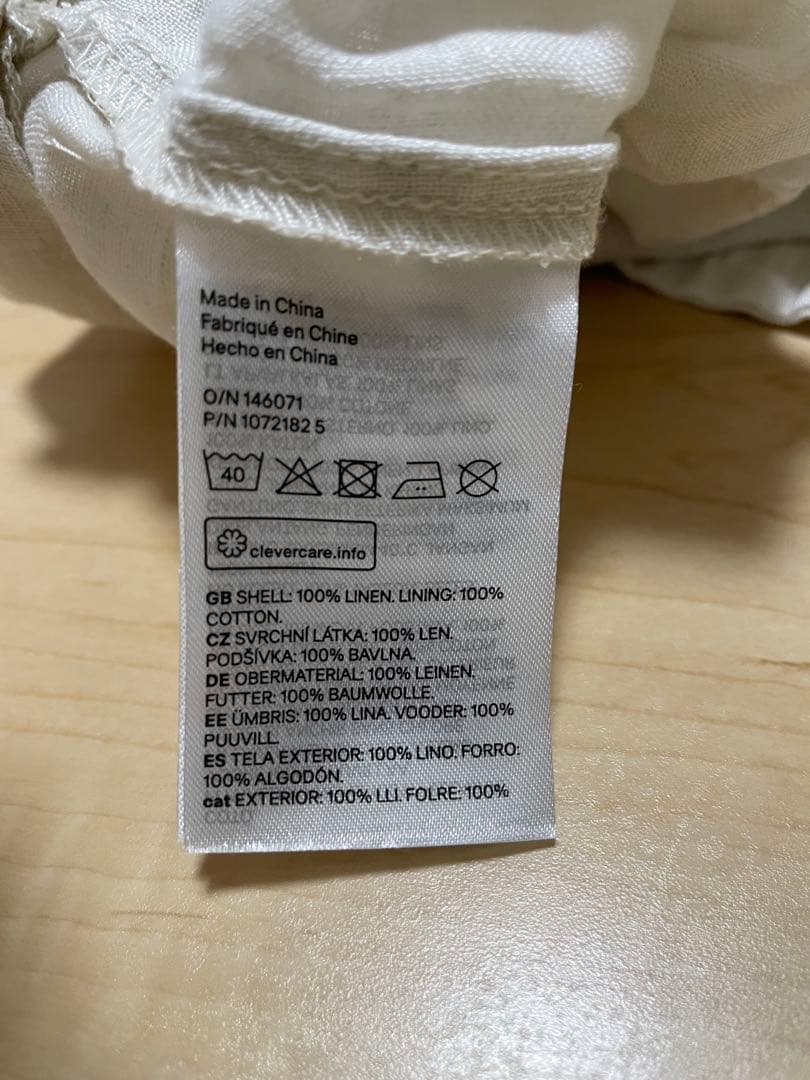 Made in China
Fabriqué en Chine
Hecho en China
O/N 146071
P/N 1072182 5
40
clevercare.info
GB SHELL: 100% LINEN. LINING: 100%
COTTON.
CZ SVRCHNÍ LÁTKA: 100% LEN.
PODŠÍVKA: 100% BAVLNA.
DE OBERMATERIAL: 100% LEINEN.
FUTTER: 100% BAUMWOLLE.
EE ÜMBRIS: 100% LINA. VOODER: 100%
PUUVILL.
ES TELA EXTERIOR: 100% LINO. FORRO:
100% ALGODÓN.
cat EXTERIOR: 100% LLI. FOLRE: 100%